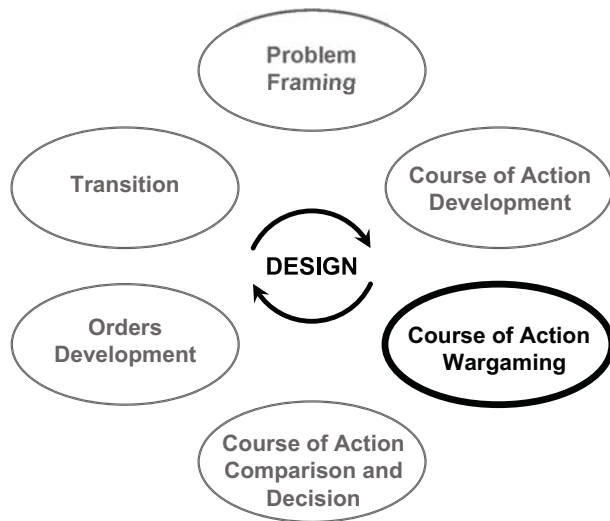 Problem
Framing
Transition
Course of Action
Development
DESIGN
Orders
Development
Course of Action
Wargaming
Course of Action
Comparison and
Decision